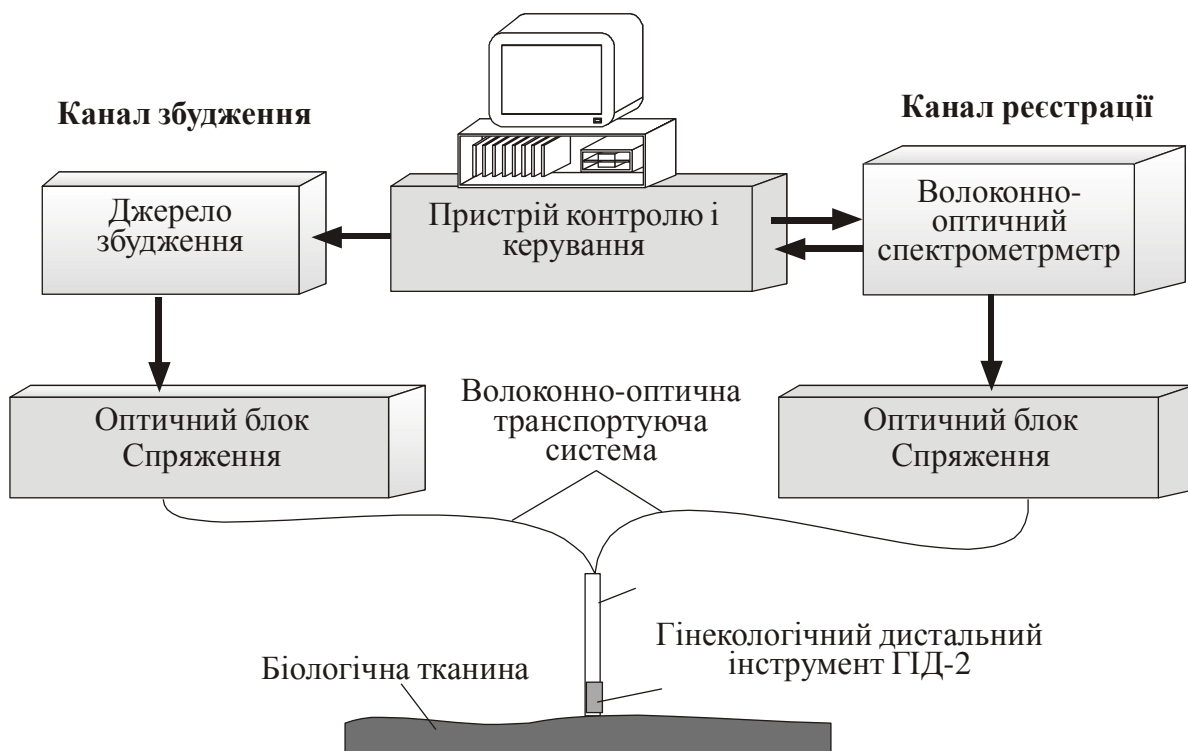 Канал збудження
Канал реєстрації
Джерело
збудження
Пристрій контролю і
керування
Волоконно-
оптичний
спектрометрметр
Оптичний блок
Спряження
Волоконно-оптична
транспортуюча
система
Оптичний блок
Спряження
Гінекологічний дистальний
інструмент ГІД-2
Біологічна тканина